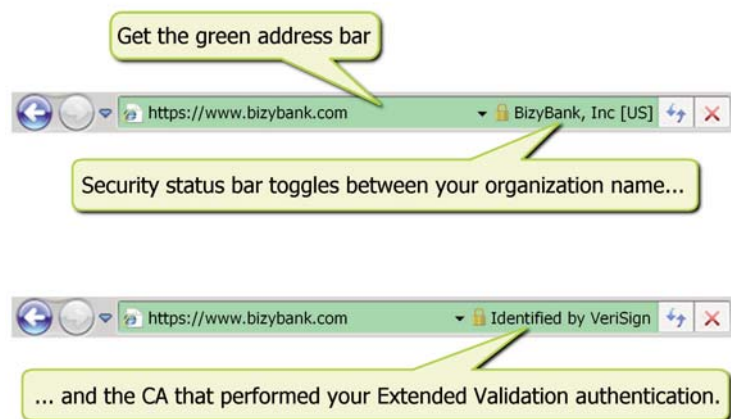 Get the green address bar
https://www.bizybank.com BizyBank, Inc [US]
Security status bar toggles between your organization name...
https://www.bizybank.com Identified by VeriSign
... and the CA that performed your Extended Validation authentication.